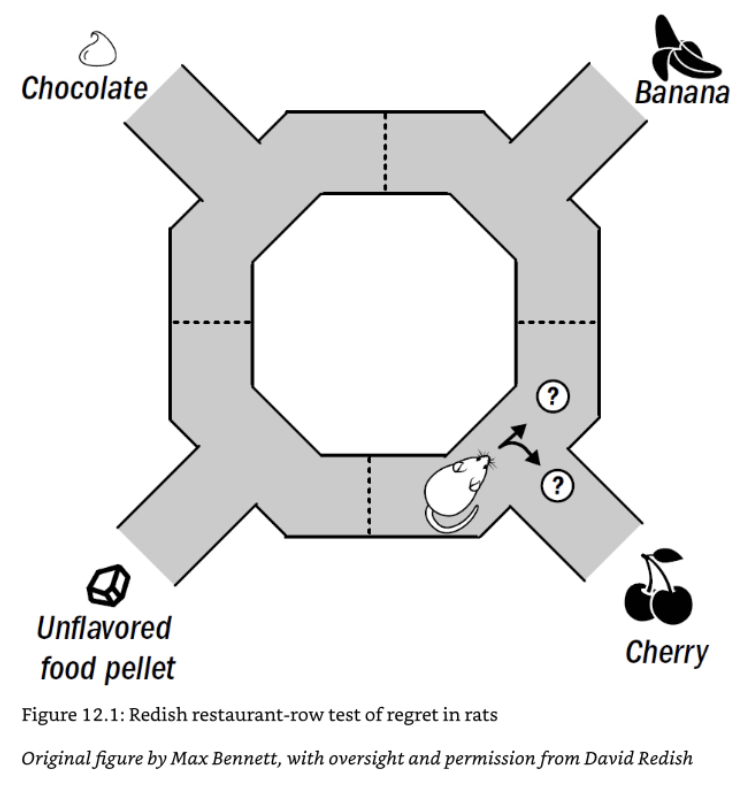 Chocolate
Banana
?
?
Unflavored
food pellet
Cherry
Figure 12.1: Redish restaurant-row test of regret in rats
Original figure by Max Bennett, with oversight and permission from David Redish